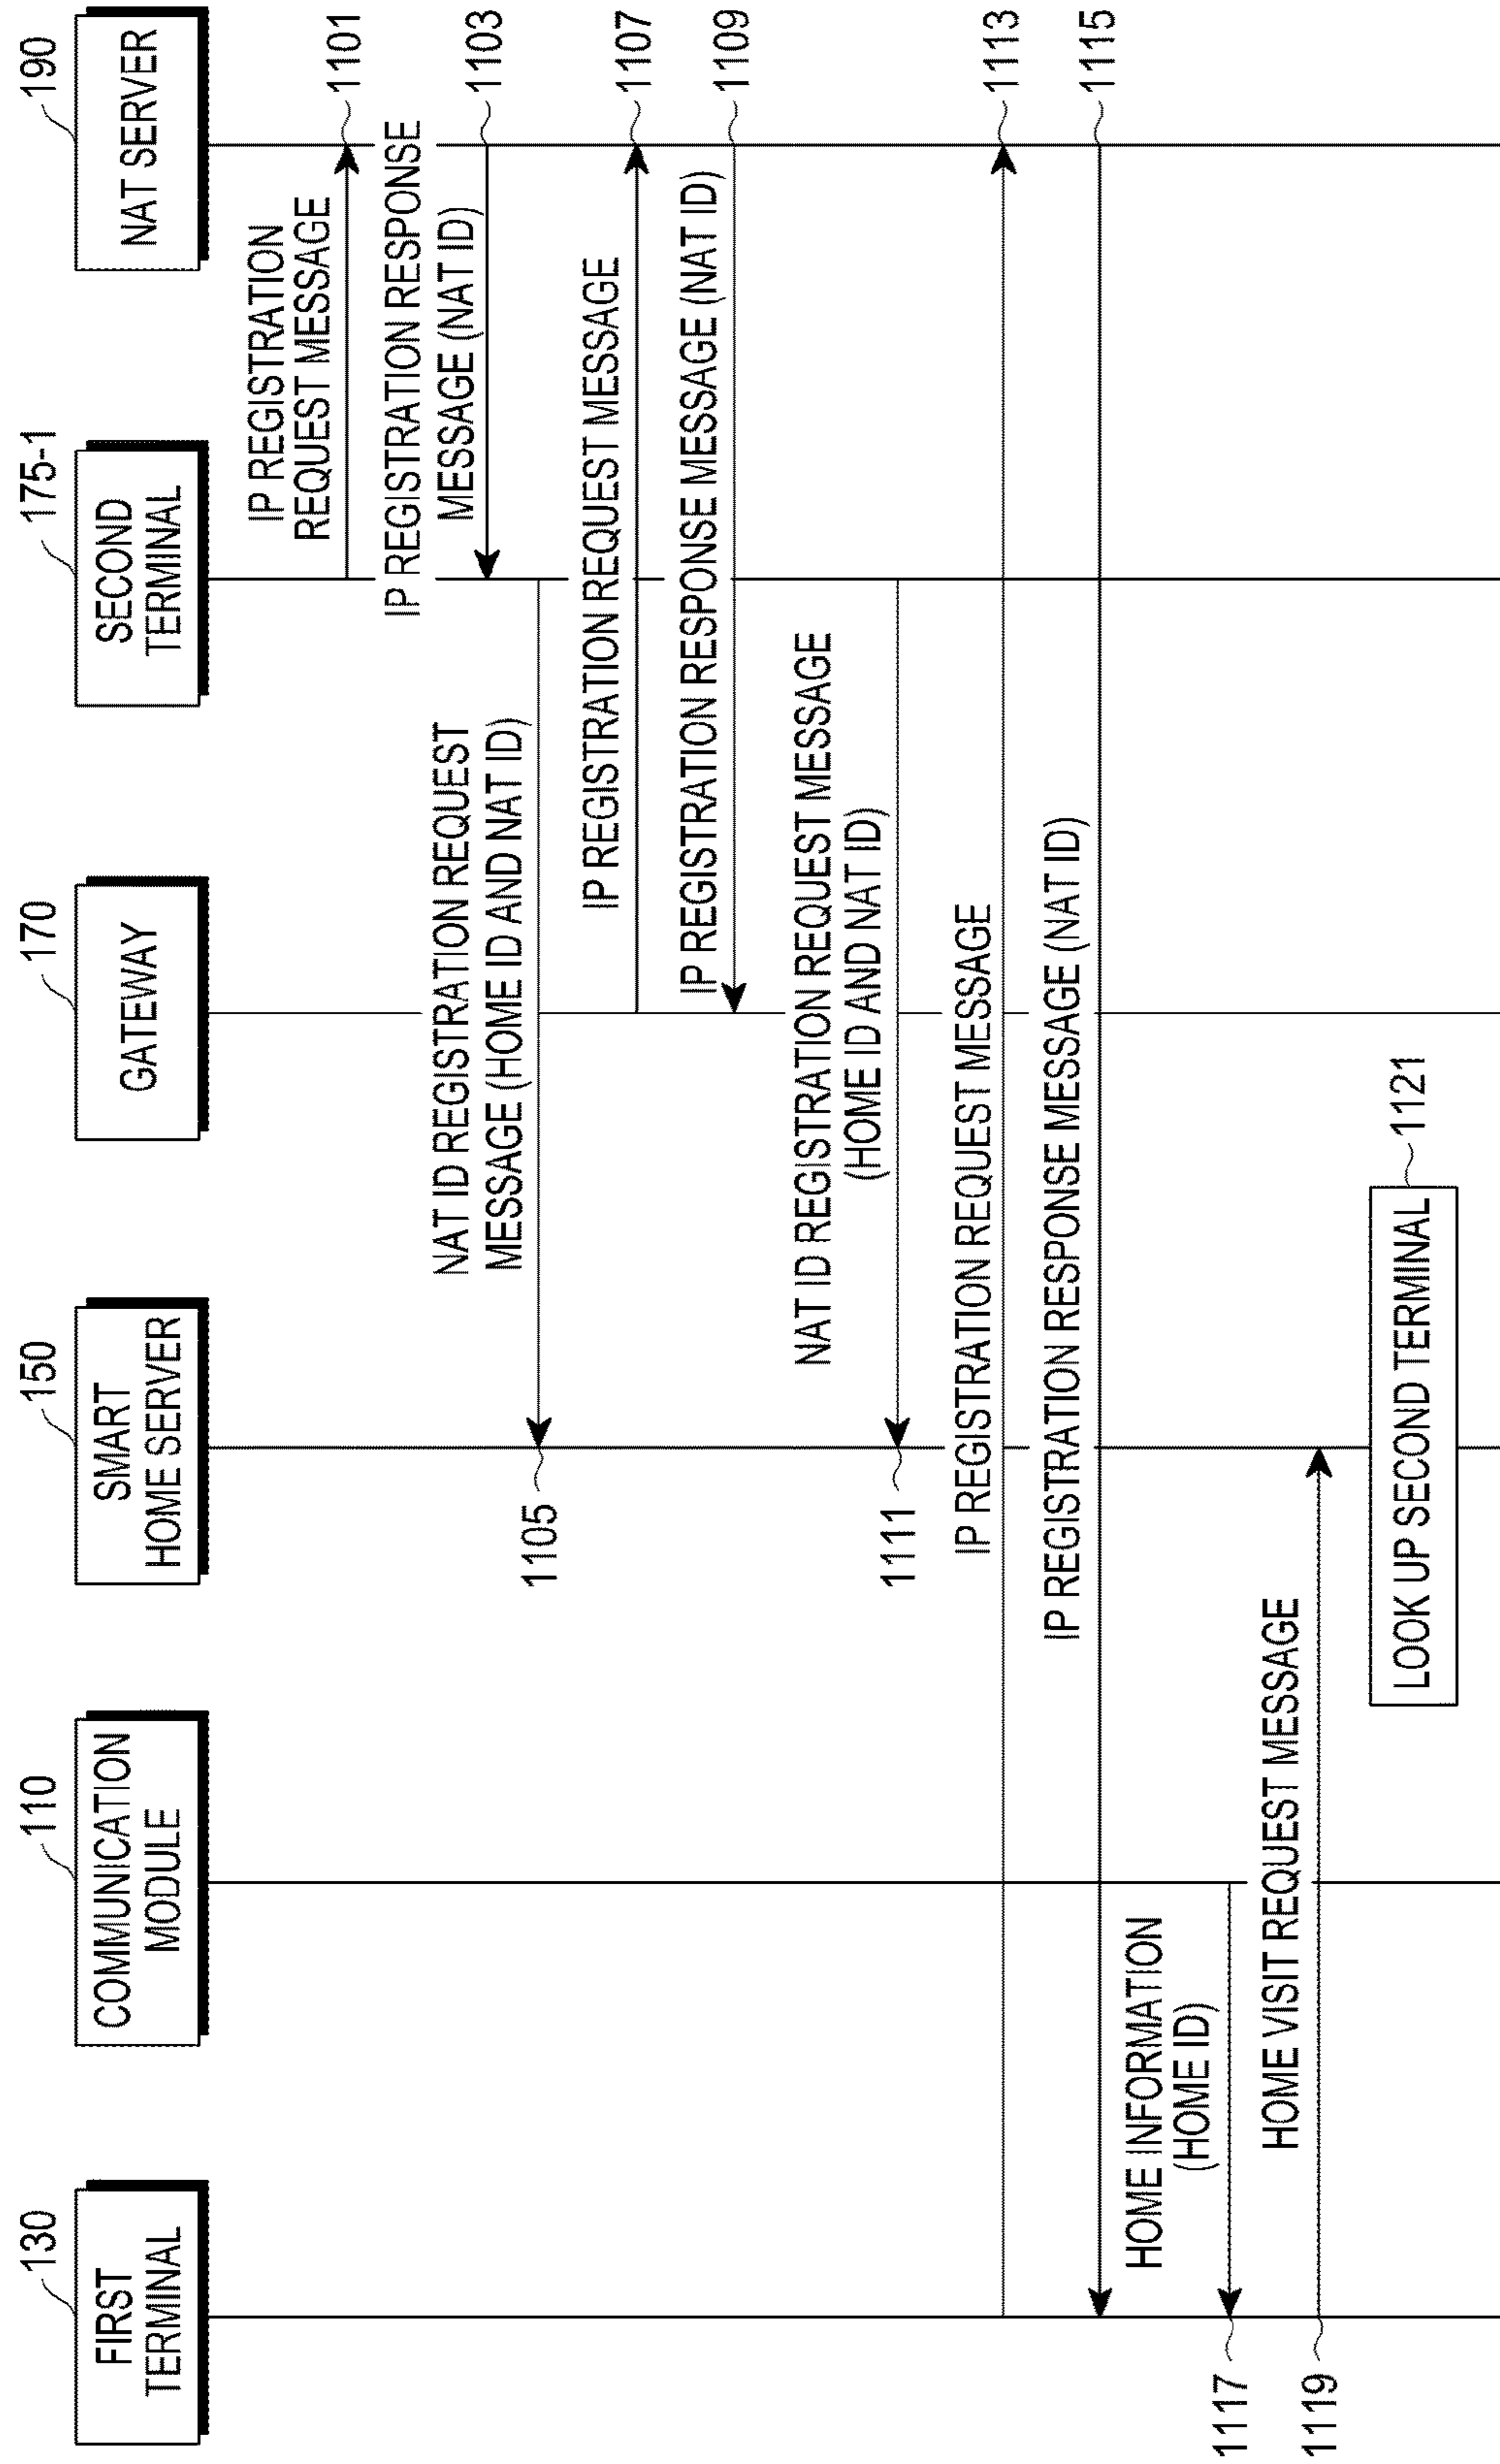 130
FIRST
TERMINAL
110
COMMUNICATION
MODULE
150
SMART
HOME SERVER
170
GATEWAY
175-1
SECOND
TERMINAL
190
NAT SERVER
IP REGISTRATION
REQUEST MESSAGE
1101
IP REGISTRATION RESPONSE
MESSAGE (NAT ID)
1103
NAT ID REGISTRATION REQUEST
MESSAGE (HOME ID AND NAT ID)
1105
IP REGISTRATION REQUEST MESSAGE
1107
IP REGISTRATION RESPONSE MESSAGE (NAT ID)
1109
NAT ID REGISTRATION REQUEST MESSAGE
(HOME ID AND NAT ID)
1111
IP REGISTRATION REQUEST MESSAGE
1113
IP REGISTRATION RESPONSE MESSAGE (NAT ID)
1115
HOME INFORMATION
(HOME ID)
1117
HOME VISIT REQUEST MESSAGE
1119
LOOK UP SECOND TERMINAL
1121